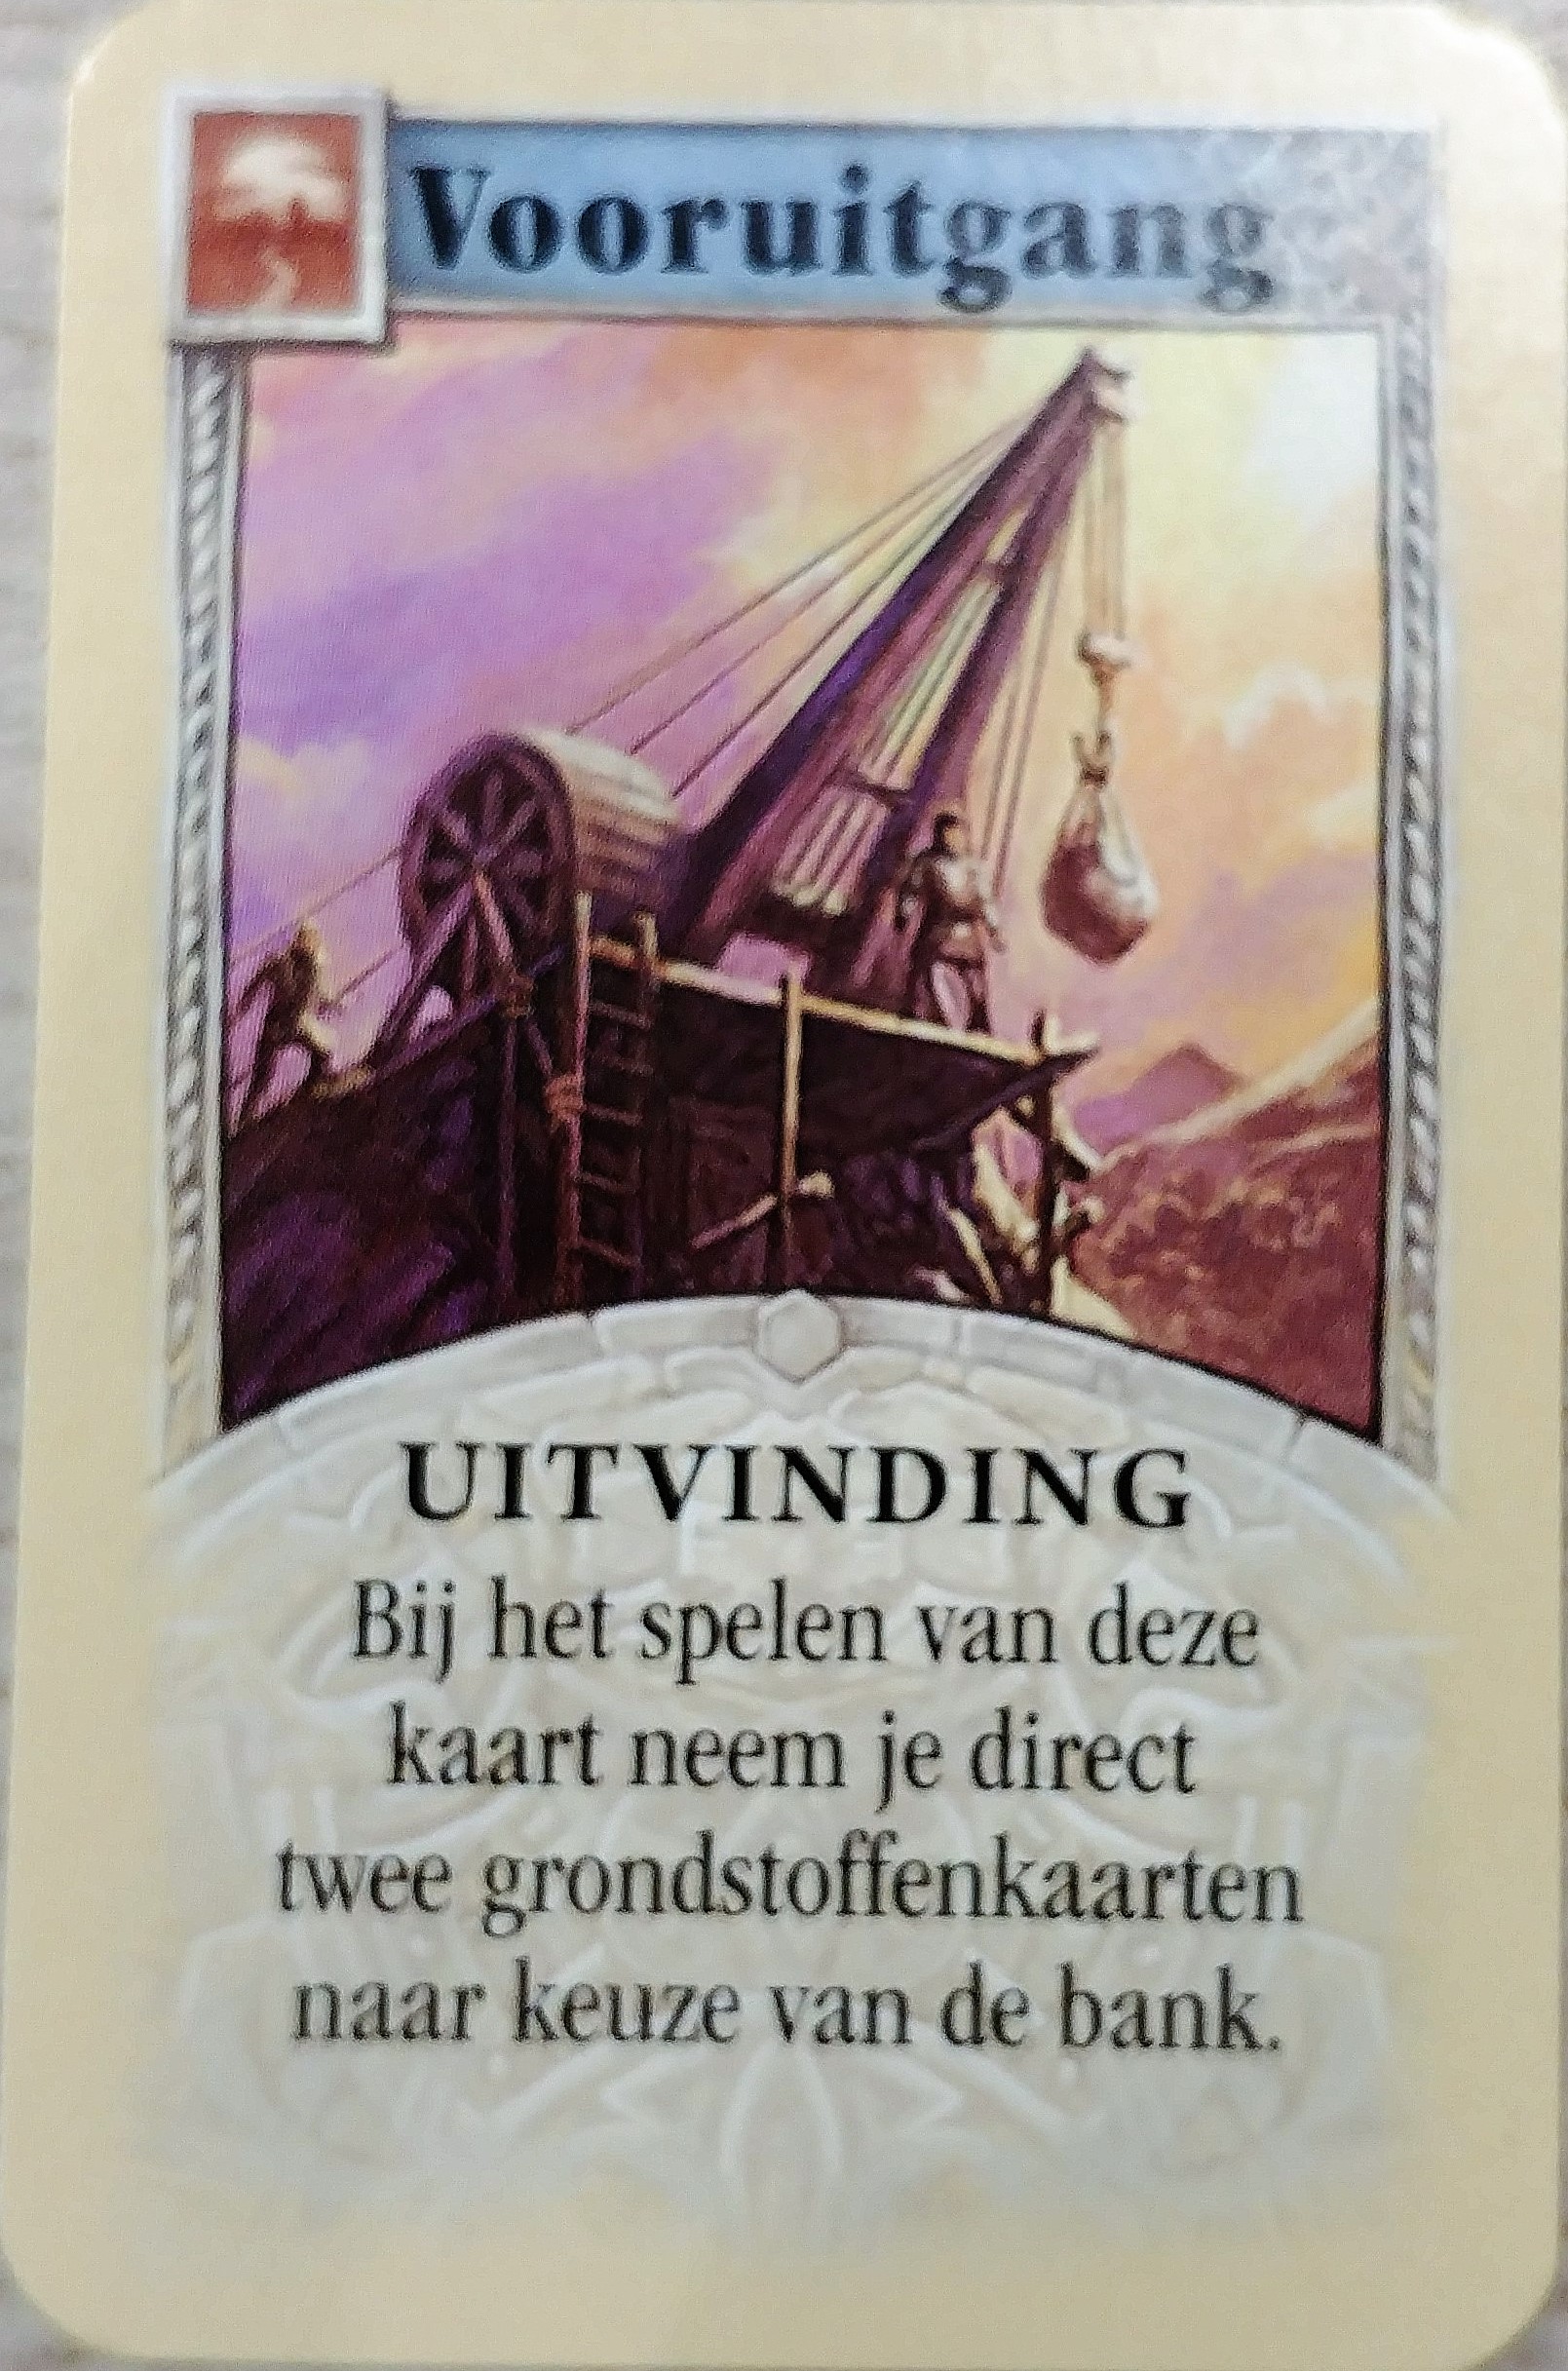 Vooruitgang
UITVINDING
Bij het spelen van deze
kaart neem je direct
twee grondstoffenkaarten
naar keuze van de bank.